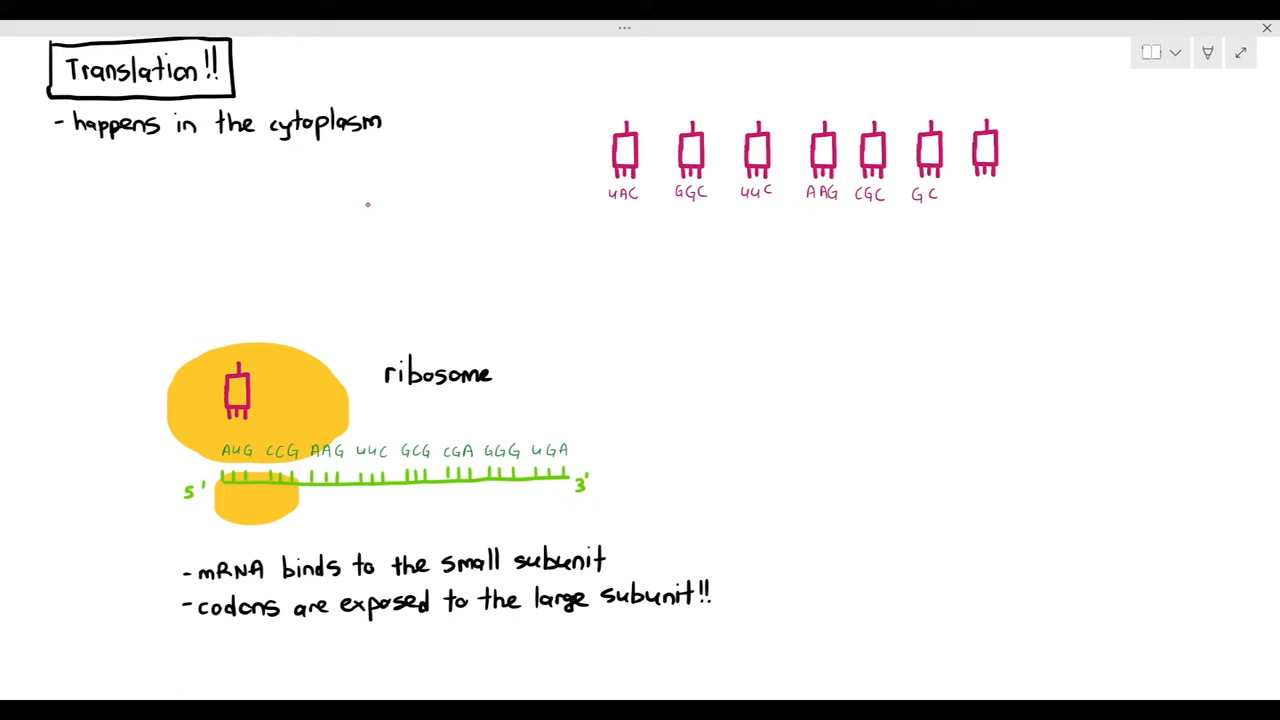 Translation!!
- happens in the cytoplasm
UAC GGC UUC AAG CGC GC
ribosome
AUG CCG AAG UUC GCG CGA GGG UGA
5' 3'
- mRNA binds to the small subunit
- codons are exposed to the large subunit!!